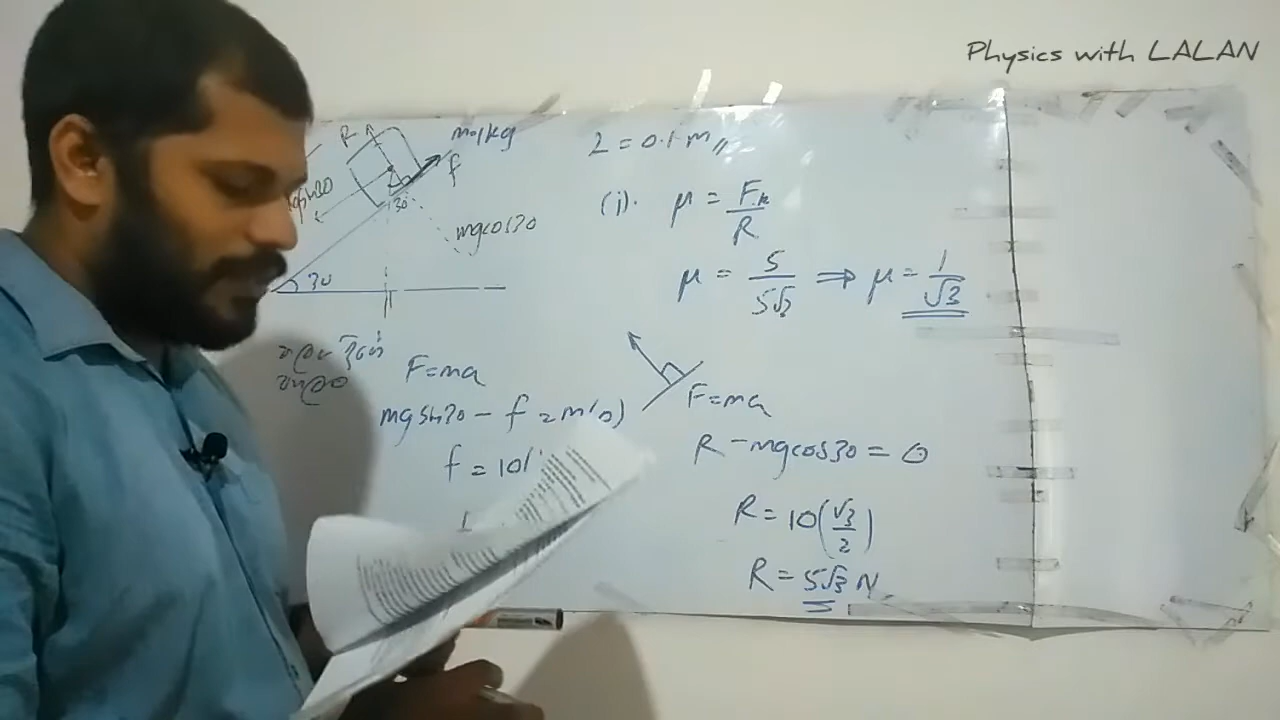 Physics with LALAN
R
m=1kg
f
30
mgcos30
30
L = 0.1 m
(i). μ = F.k / R
μ = 5 / 5√3 ⇒ μ = 1 / √3
F=ma
mgsin30 - f = m(0)
f = 10(
F=ma
R - mgcos30 = 0
R = 10(√3 / 2)
R = 5√3 N